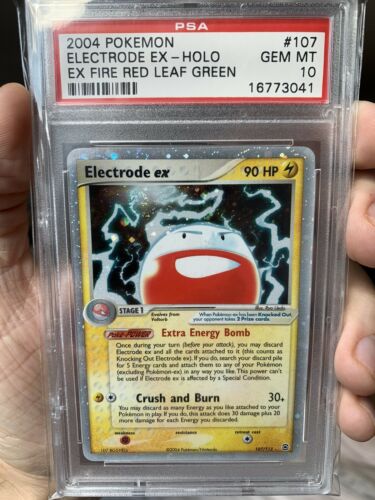 PSA
2004 POKEMON #107
ELECTRODE EX-HOLO GEM MT
EX FIRE RED LEAF GREEN 10
16773041
Electrode ex 90 HP
STAGE 1
Evolves from
Voltorb
When Pokémon-ex has been Knocked Out,
your opponent takes 2 Prize cards.
POKé-POWER Extra Energy Bomb
Once during your turn (before your attack), you may discard
Electrode ex and all the cards attached to it (this counts as
Knocking Out Electrode ex). If you do, search your discard pile
for 5 Energy cards and attach them to any of your Pokémon
(excluding Pokémon-ex) in any way you like. This power can't
be used if Electrode ex is affected by a Special Condition.
Crush and Burn 30+
You may discard as many Energy cards as you like attached to your
Pokémon in play. If you do, this attack does 30 damage plus 20
more damage for each Energy you discarded.
weakness resistance retreat cost
©2004 Pokémon/Nintendo
107/112